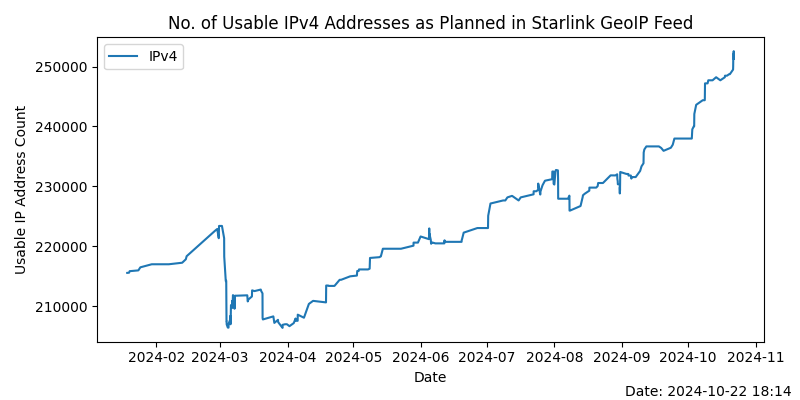 No. of Usable IPv4 Addresses as Planned in Starlink GeoIP Feed
IPv4
250000
240000
230000
220000
210000
Usable IP Address Count
2024-02 2024-03 2024-04 2024-05 2024-06 2024-07 2024-08 2024-09 2024-10 2024-11
Date
Date: 2024-10-22 18:14